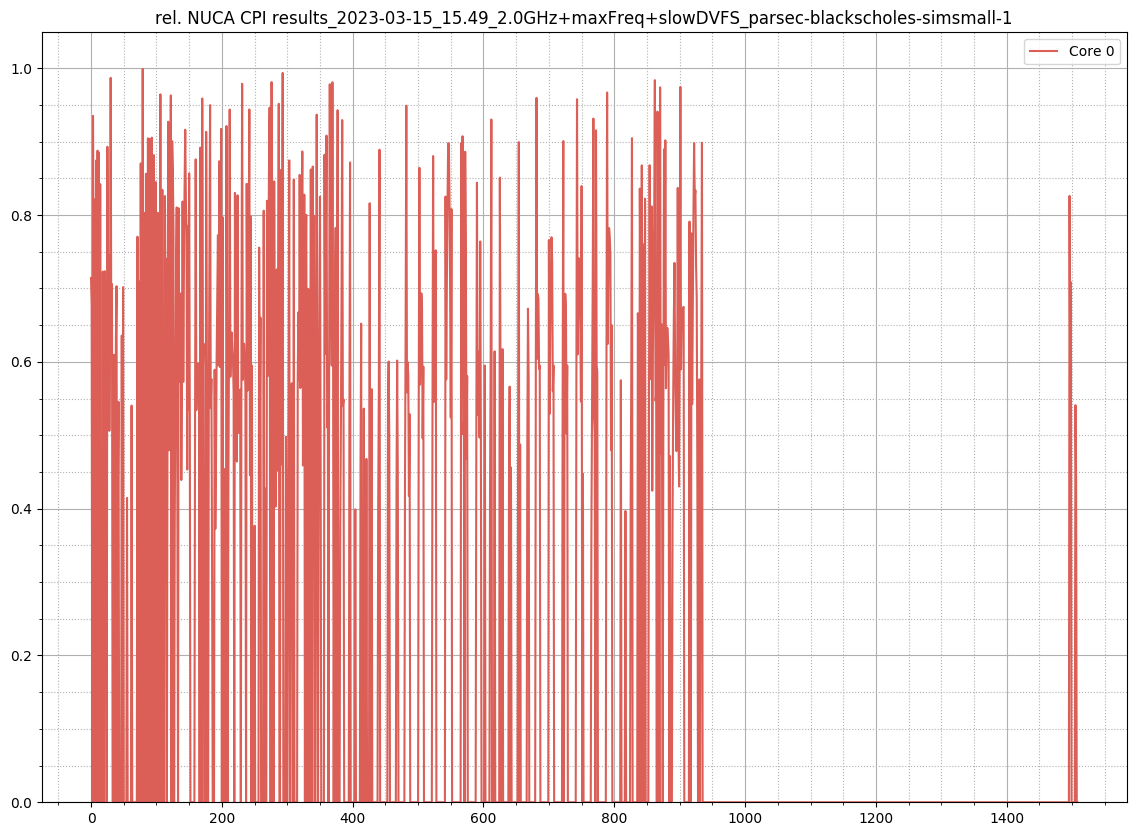 rel. NUCA CPI results_2023-03-15_15.49_2.0GHz+maxFreq+slowDVFS_parsec-blackscholes-simsmall-1
Core 0
1.0
0.8
0.6
0.4
0.2
0.0
0 200 400 600 800 1000 1200 1400